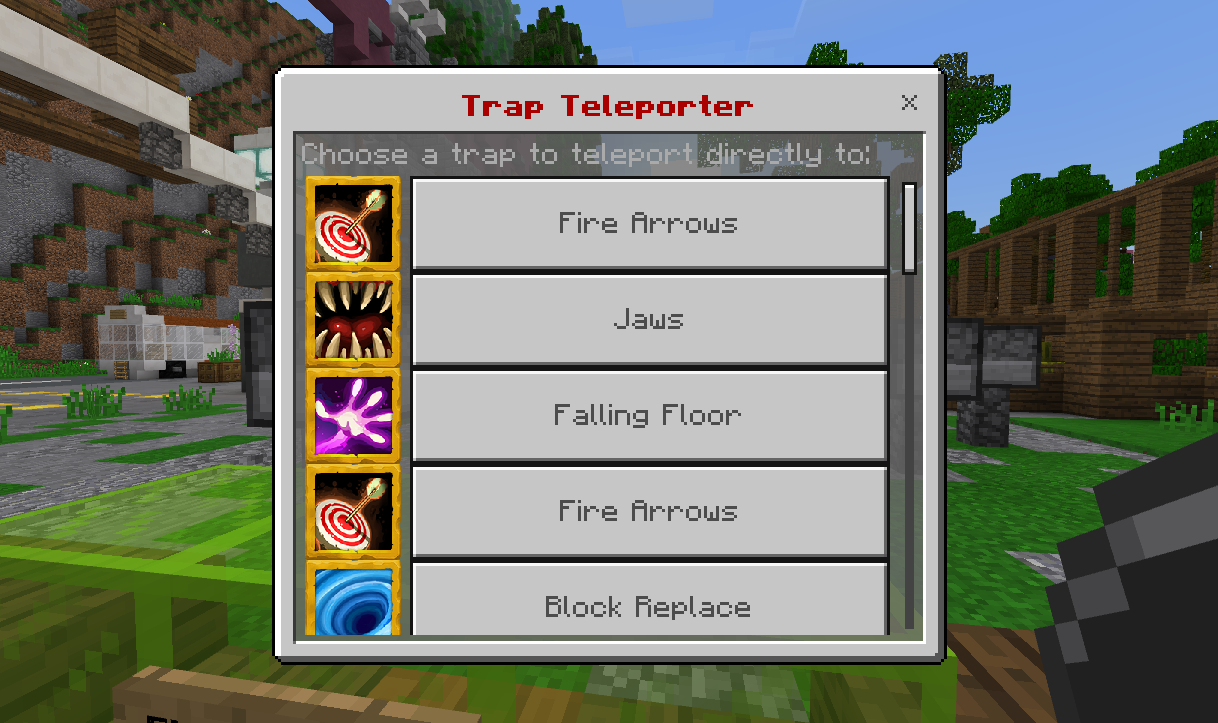 Trap Teleporter
Choose a trap to teleport directly to:
Fire Arrows
Jaws
Falling Floor
Fire Arrows
Block Replace